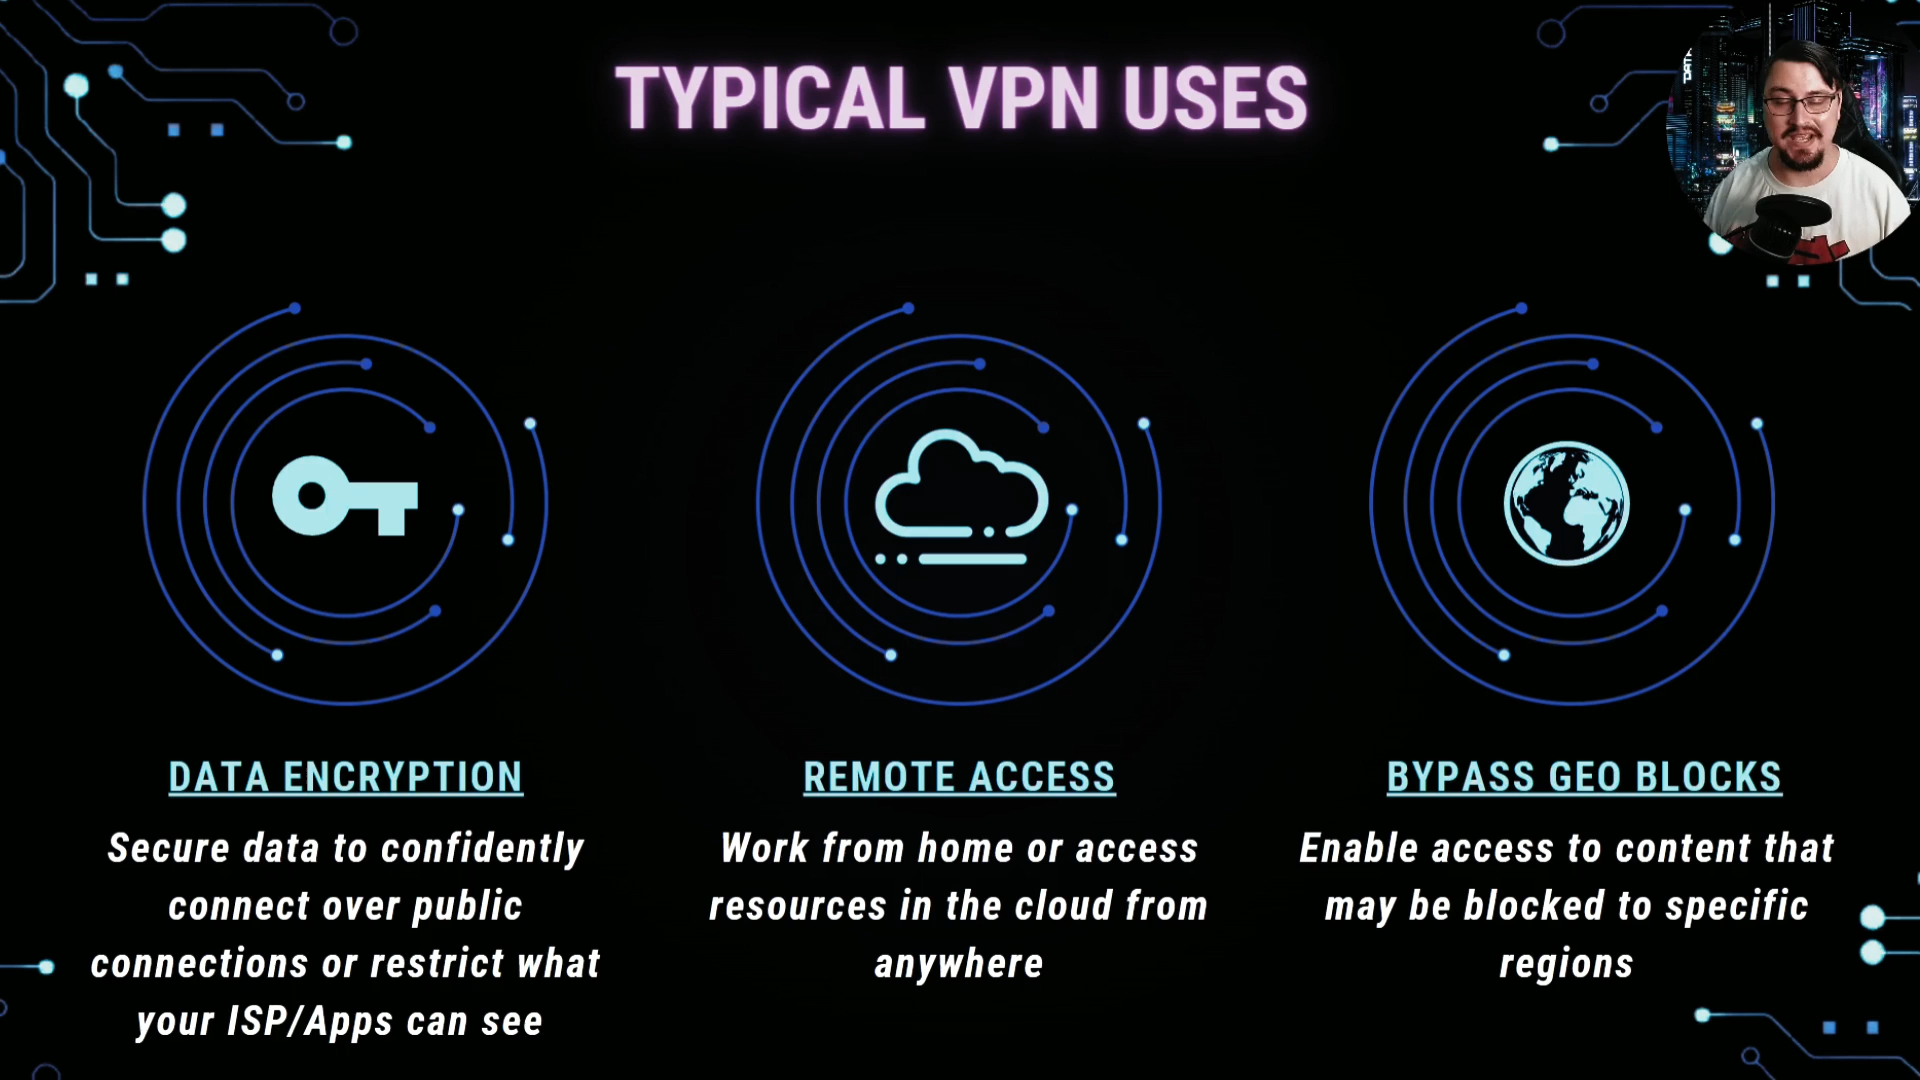 TYPICAL VPN USES
DATA ENCRYPTION
Secure data to confidently
connect over public
connections or restrict what
your ISP/Apps can see
REMOTE ACCESS
Work from home or access
resources in the cloud from
anywhere
BYPASS GEO BLOCKS
Enable access to content that
may be blocked to specific
regions